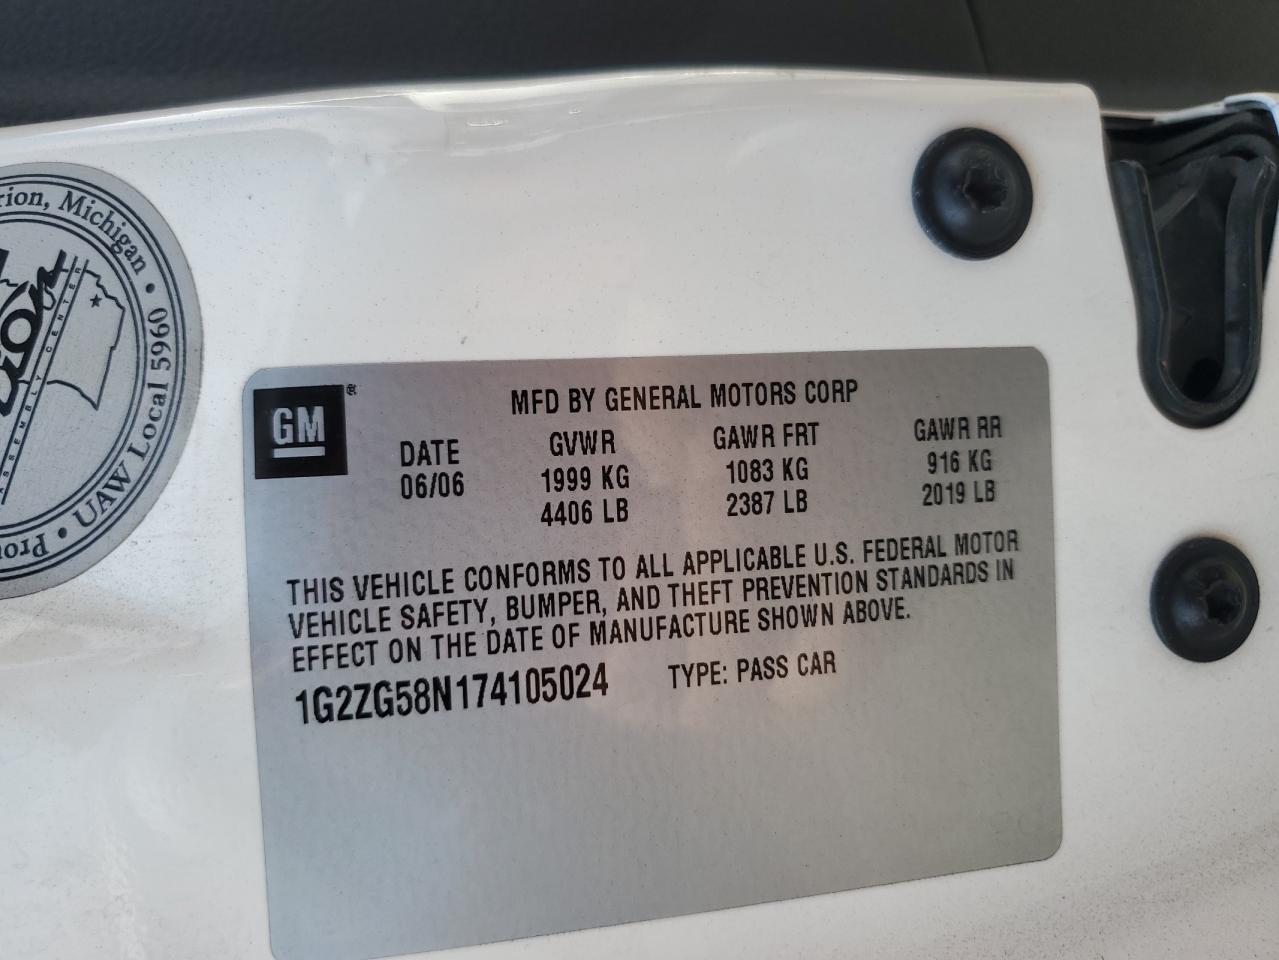 Michigan •
UAW Local 5960
ASSEMBLY CENTER
GM
®
MFD BY GENERAL MOTORS CORP
DATE GVWR GAWR FRT GAWR RR
06/06 1999 KG 1083 KG 916 KG
4406 LB 2387 LB 2019 LB
THIS VEHICLE CONFORMS TO ALL APPLICABLE U.S. FEDERAL MOTOR
VEHICLE SAFETY, BUMPER, AND THEFT PREVENTION STANDARDS IN
EFFECT ON THE DATE OF MANUFACTURE SHOWN ABOVE.
1G2ZG58N174105024 TYPE: PASS CAR